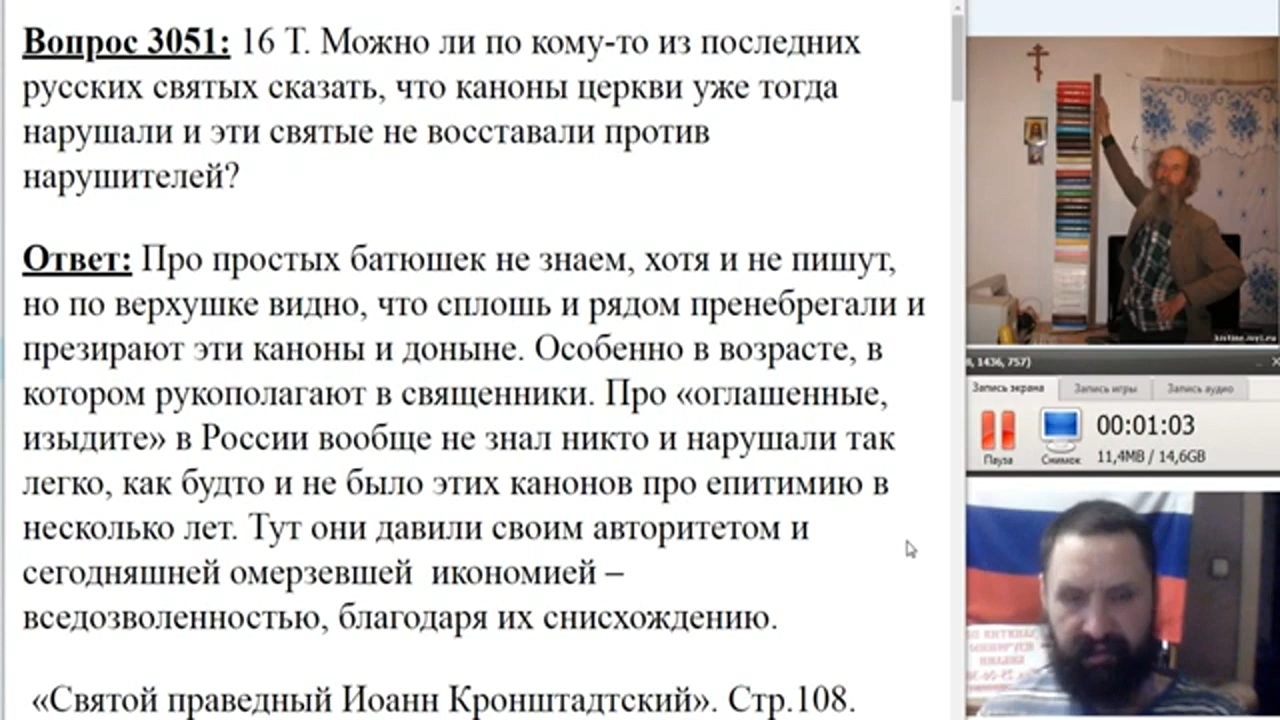 Вопрос 3051: 16 Т. Можно ли по кому-то из последних
русских святых сказать, что каноны церкви уже тогда
нарушали и эти святые не восставали против
нарушителей?
Ответ: Про простых батюшек не знаем, хотя и не пишут,
но по верхушке видно, что сплошь и рядом пренебрегали и
презирают эти каноны и доныне. Особенно в возрасте, в
котором рукополагают в священники. Про «оглашенные,
изыдите» в России вообще не знал никто и нарушали так
легко, как будто и не было этих канонов про епитимию в
несколько лет. Тут они давили своим авторитетом и
сегодняшней омерзевшей икономией –
вседозволенностью, благодаря их снисхождению.
«Святой праведный Иоанн Кронштадтский». Стр.108.
1436, 757)
Запись экрана Запись игры Запись аудио
00:01:03
Пауза Снимок 11,4MB / 14,6GB